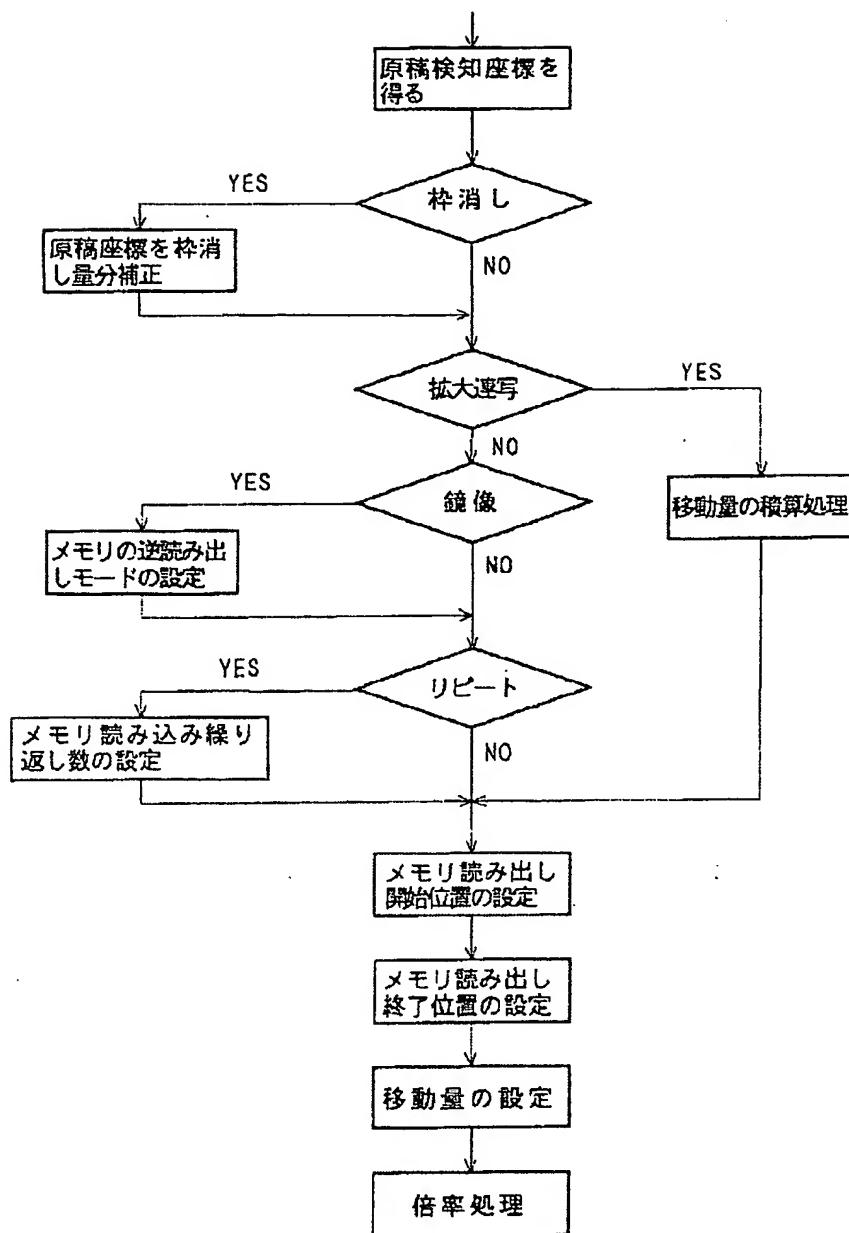 原稿検知座標を
得る
YES
枠消し
原稿座標を枠消
し量分補正
NO
拡大連写
YES
NO
YES
鏡像
移動量の積算処理
メモリの逆読み出
しモードの設定
NO
YES
リピート
メモリ読み込み繰り
返し数の設定
NO
メモリ読み出し
開始位置の設定
メモリ読み出し
終了位置の設定
移動量の設定
倍率処理